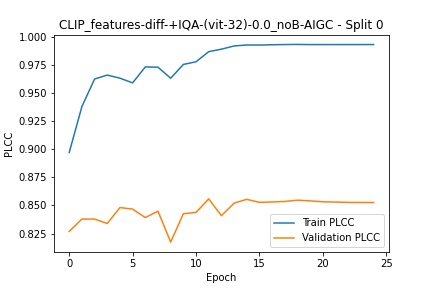 CLIP_features-diff-+IQA-(vit-32)-0.0_noB-AIGC - Split 0
1.000
0.975
0.950
0.925
0.900
0.875
0.850
0.825
PLCC
Train PLCC
Validation PLCC
0 5 10 15 20 25
Epoch